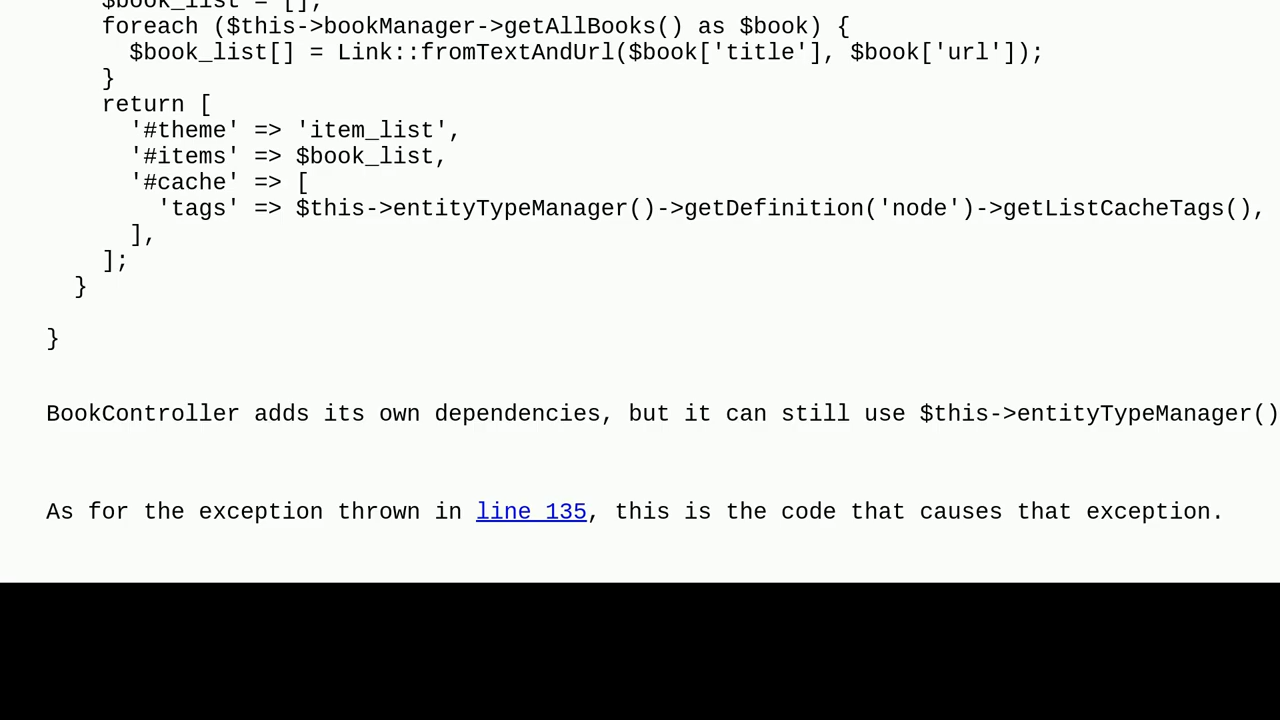 $book_list = [];
foreach ($this->bookManager->getAllBooks() as $book) {
$book_list[] = Link::fromTextAndUrl($book['title'], $book['url']);
}
return [
'#theme' => 'item_list',
'#items' => $book_list,
'#cache' => [
'tags' => $this->entityTypeManager()->getDefinition('node')->getListCacheTags(),
],
];
}
}
BookController adds its own dependencies, but it can still use $this->entityTypeManager()
As for the exception thrown in line 135, this is the code that causes that exception.